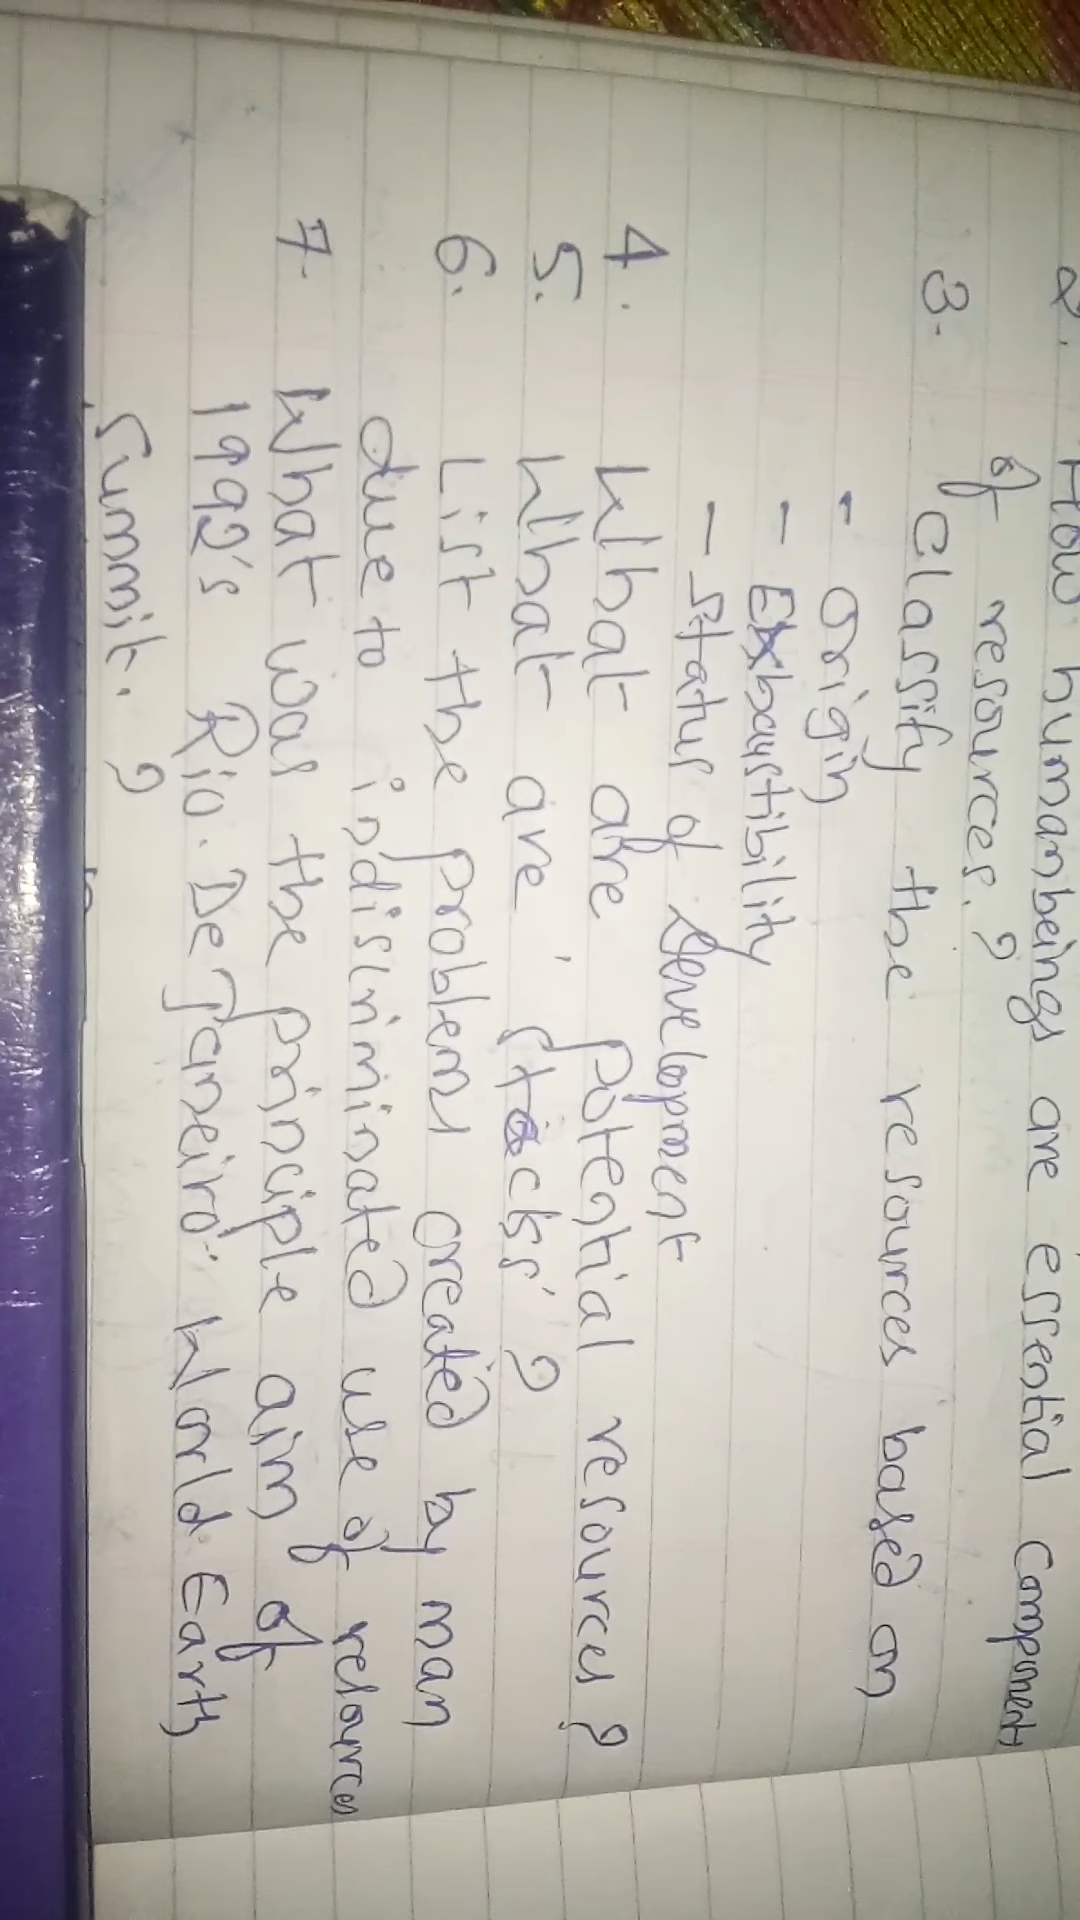 2. How humanbeings are essential components
of resources.?
3. Classify the resources based on
- Origin
- Exhaustibility
- Status of Development
4. What are potential resources?
5. What are 'stocks'?
6. List the problems created by man
due to indiscriminated use of resources
7. What was the principle aim of
1992's Rio. De Janeiro. World Earth
Summit. ?